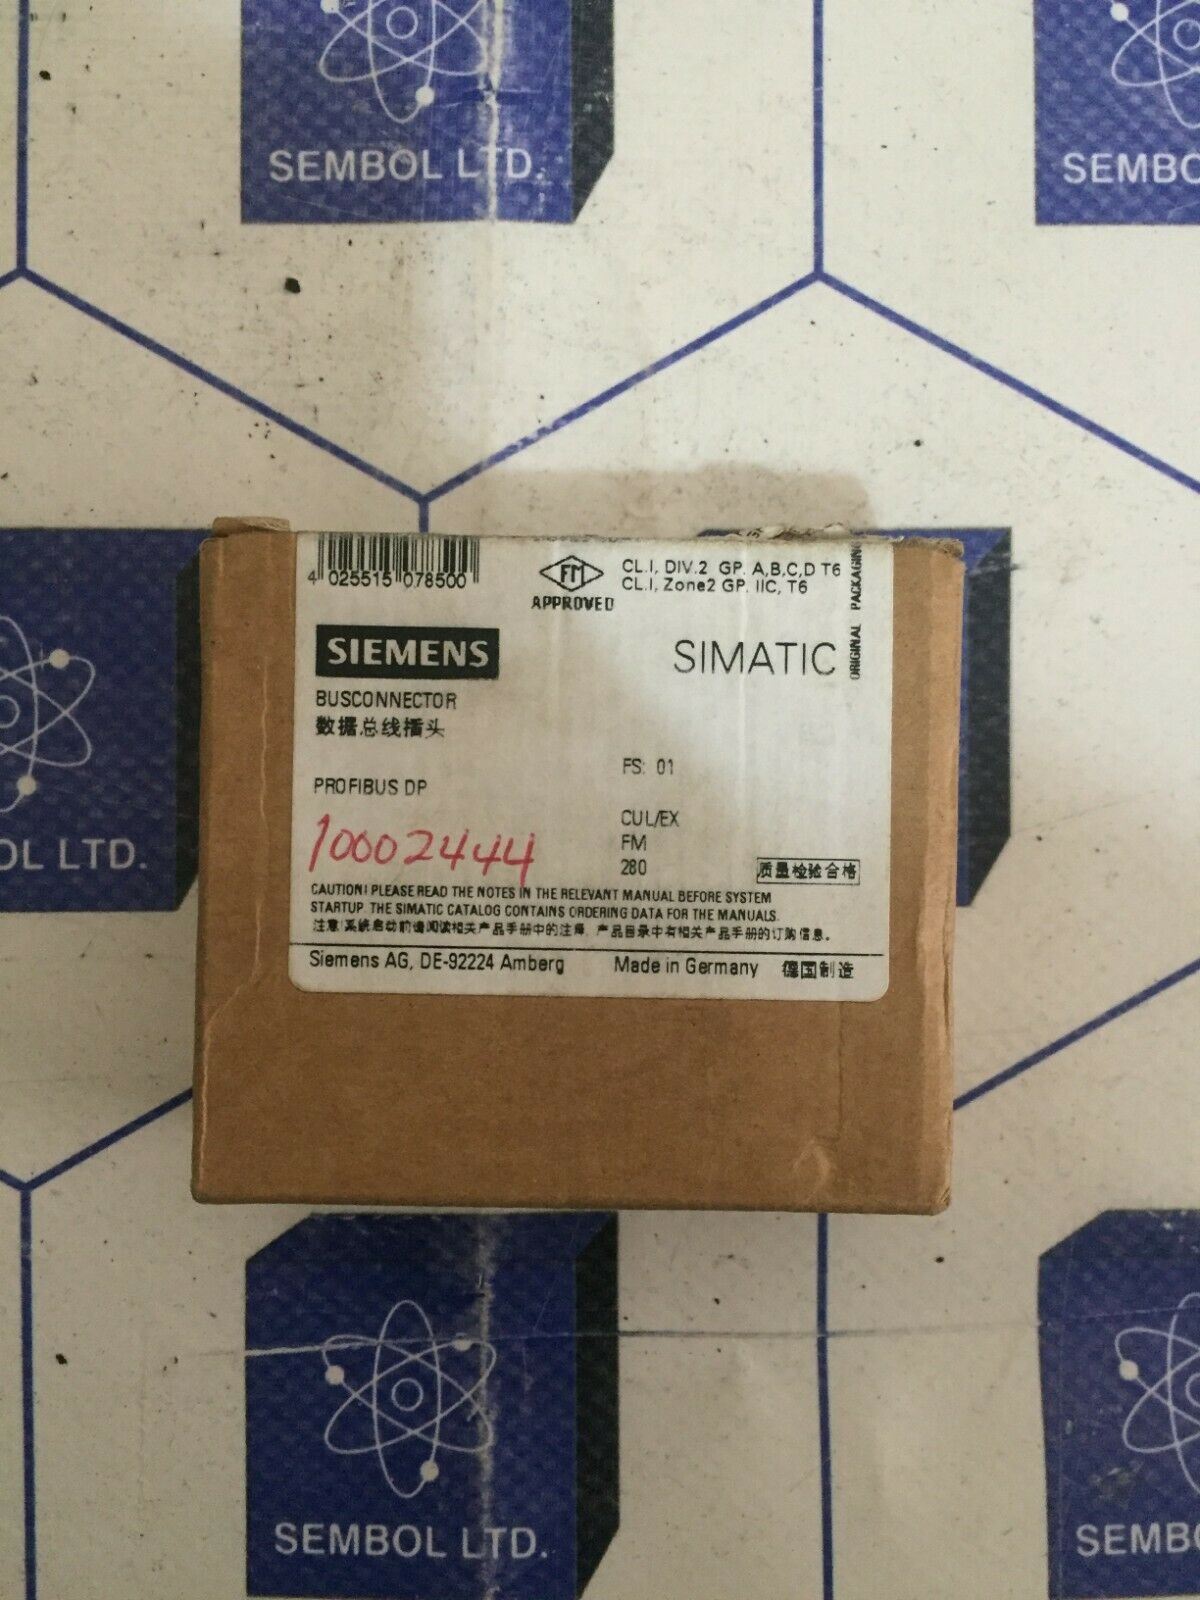 SEMBOL LTD.
SEMBO
4 025515 078500
FM
APPROVED
CL.I, DIV.2 GP. A,B,C,D T6
CL.I, Zone2 GP. IIC, T6
ORIGINAL PACKAGING
SIEMENS
SIMATIC
BUSCONNECTOR
数据总线插头
FS: 01
PROFIBUS DP
CUL/EX
FM
280
10002444
质量检验合格
CAUTION! PLEASE READ THE NOTES IN THE RELEVANT MANUAL BEFORE SYSTEM
STARTUP. THE SIMATIC CATALOG CONTAINS ORDERING DATA FOR THE MANUALS.
注意!系统启动前请阅读相关产品手册中的注释, 产品目录中有相关产品手册的订购信息。
Siemens AG, DE-92224 Amberg
Made in Germany 德国制造
OL LTD.
SEMBOL LTD.
SEMBO